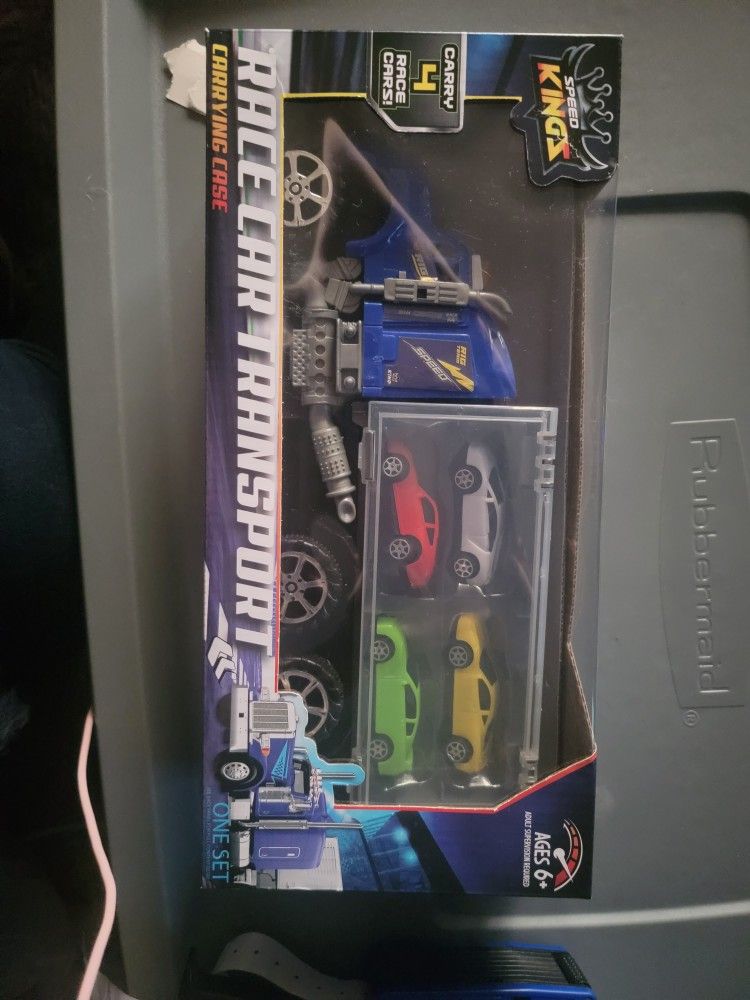 SPEED
KINGS
CARRY
4
RACE
CARS!
RACE CAR TRANSPORT
CARRYING CASE
RIG
SPEED
AGES 6+
ADULT SUPERVISION REQUIRED
ONE SET
Rubbermaid®